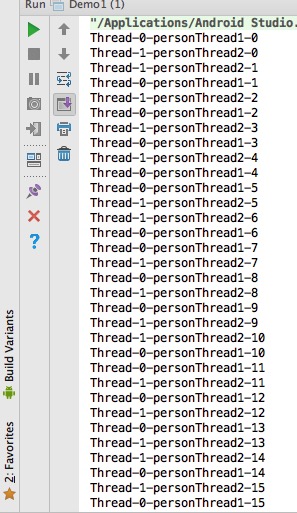 Run Demo1 (1)
"/Applications/Android Studio.
Thread-0-personThread1-0
Thread-1-personThread2-0
Thread-1-personThread2-1
Thread-0-personThread1-1
Thread-1-personThread2-2
Thread-0-personThread1-2
Thread-1-personThread2-3
Thread-0-personThread1-3
Thread-1-personThread2-4
Thread-0-personThread1-4
Thread-0-personThread1-5
Thread-1-personThread2-5
Thread-1-personThread2-6
Thread-0-personThread1-6
Thread-0-personThread1-7
Thread-1-personThread2-7
Thread-0-personThread1-8
Thread-1-personThread2-8
Thread-0-personThread1-9
Thread-1-personThread2-9
Thread-1-personThread2-10
Thread-0-personThread1-10
Thread-0-personThread1-11
Thread-1-personThread2-11
Thread-0-personThread1-12
Thread-1-personThread2-12
Thread-0-personThread1-13
Thread-1-personThread2-13
Thread-1-personThread2-14
Thread-0-personThread1-14
Thread-1-personThread2-15
Thread-0-personThread1-15
Build Variants
2: Favorites